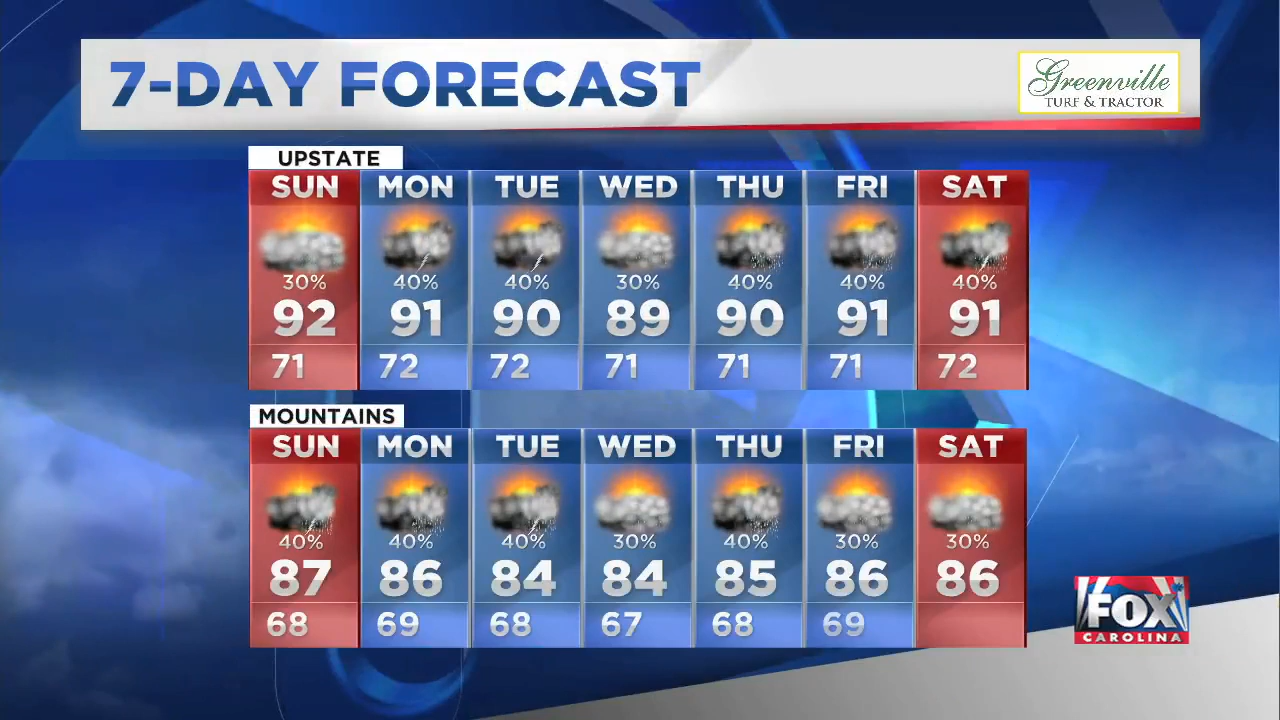 7-DAY FORECAST
Greenville
TURF & TRACTOR
UPSTATE
SUN MON TUE WED THU FRI SAT
30% 40% 40% 30% 40% 40% 40%
92 91 90 89 90 91 91
71 72 72 71 71 71 72
MOUNTAINS
SUN MON TUE WED THU FRI SAT
40% 40% 40% 30% 40% 30% 30%
87 86 84 84 85 86 86
68 69 68 67 68 69
FOX
CAROLINA